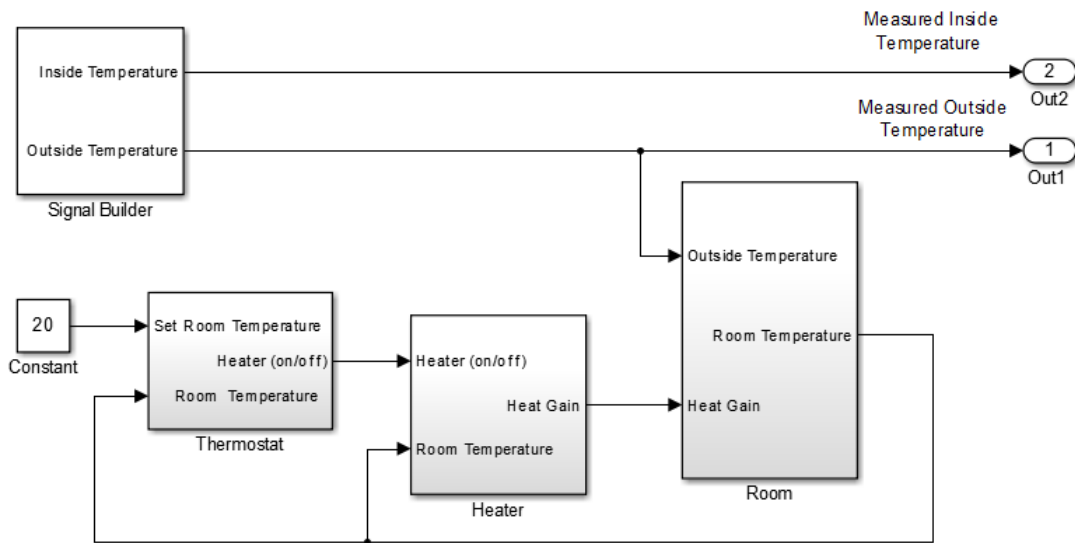 Measured Inside
Temperature
Inside Temperature
2
Out2
Measured Outside
Temperature
Outside Temperature
1
Out1
Signal Builder
Outside Temperature
20
Constant
Set Room Temperature
Heater (on/off)
Room Temperature
Thermostat
Heater (on/off)
Heat Gain
Room Temperature
Heater
Room Temperature
Heat Gain
Room